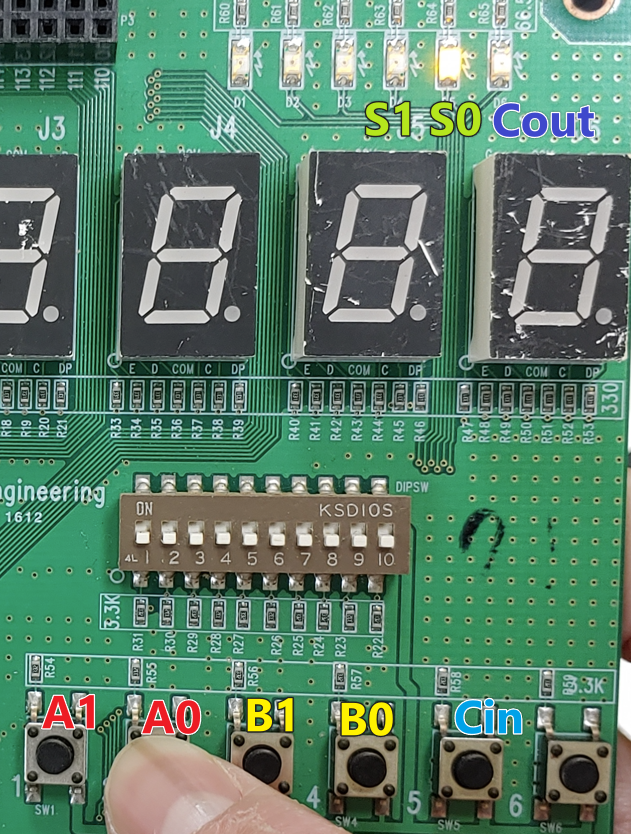 P3
R60 R61 R62 R63 R64 R65
113 112 111 110
D1 D2 D3
S1 S0 Cout
J3 J4
COM C DP E D COM C DP E D COM C DP E D COM C DP
330
R18 R19 R20 R21 R33 R34 R35 R36 R37 R38 R39 R40 R41 R42 R43 R44 R45 R46 R47 R48 R49 R50 R51 R52 R53
ngineering
1612
DIPSW
ON KSD10S
4L 1 2 3 4 5 6 7 8 9 10
3.3K
R31 R30 R29 R28 R27 R26 R25 R24 R23 R22
R54 R55 R56 R57 R58 R59 3.3K
A1 A0 B1 B0 Cin
1 4 5 6
SW1 SW4 SW5 SW6